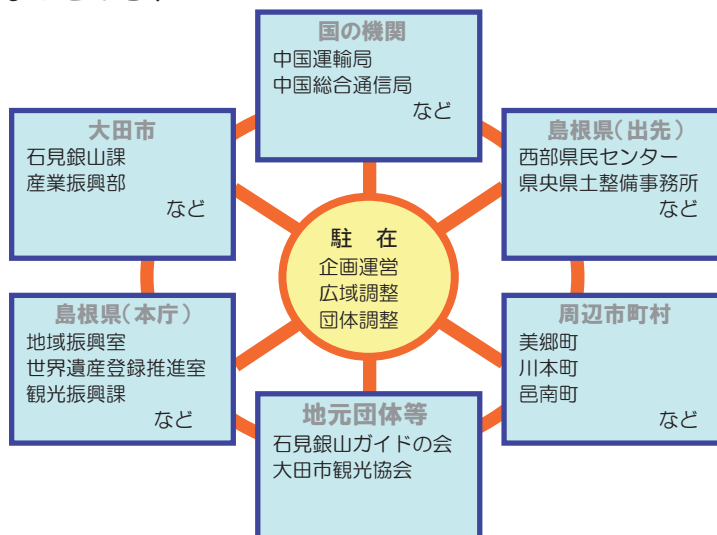 国の機関
中国運輸局
中国総合通信局
など
大田市
石見銀山課
産業振興部
など
島根県(出先)
西部県民センター
県央県土整備事務所
など
駐 在
企画運営
広域調整
団体調整
島根県(本庁)
地域振興室
世界遺産登録推進室
観光振興課
など
周辺市町村
美郷町
川本町
邑南町
など
地元団体等
石見銀山ガイドの会
大田市観光協会